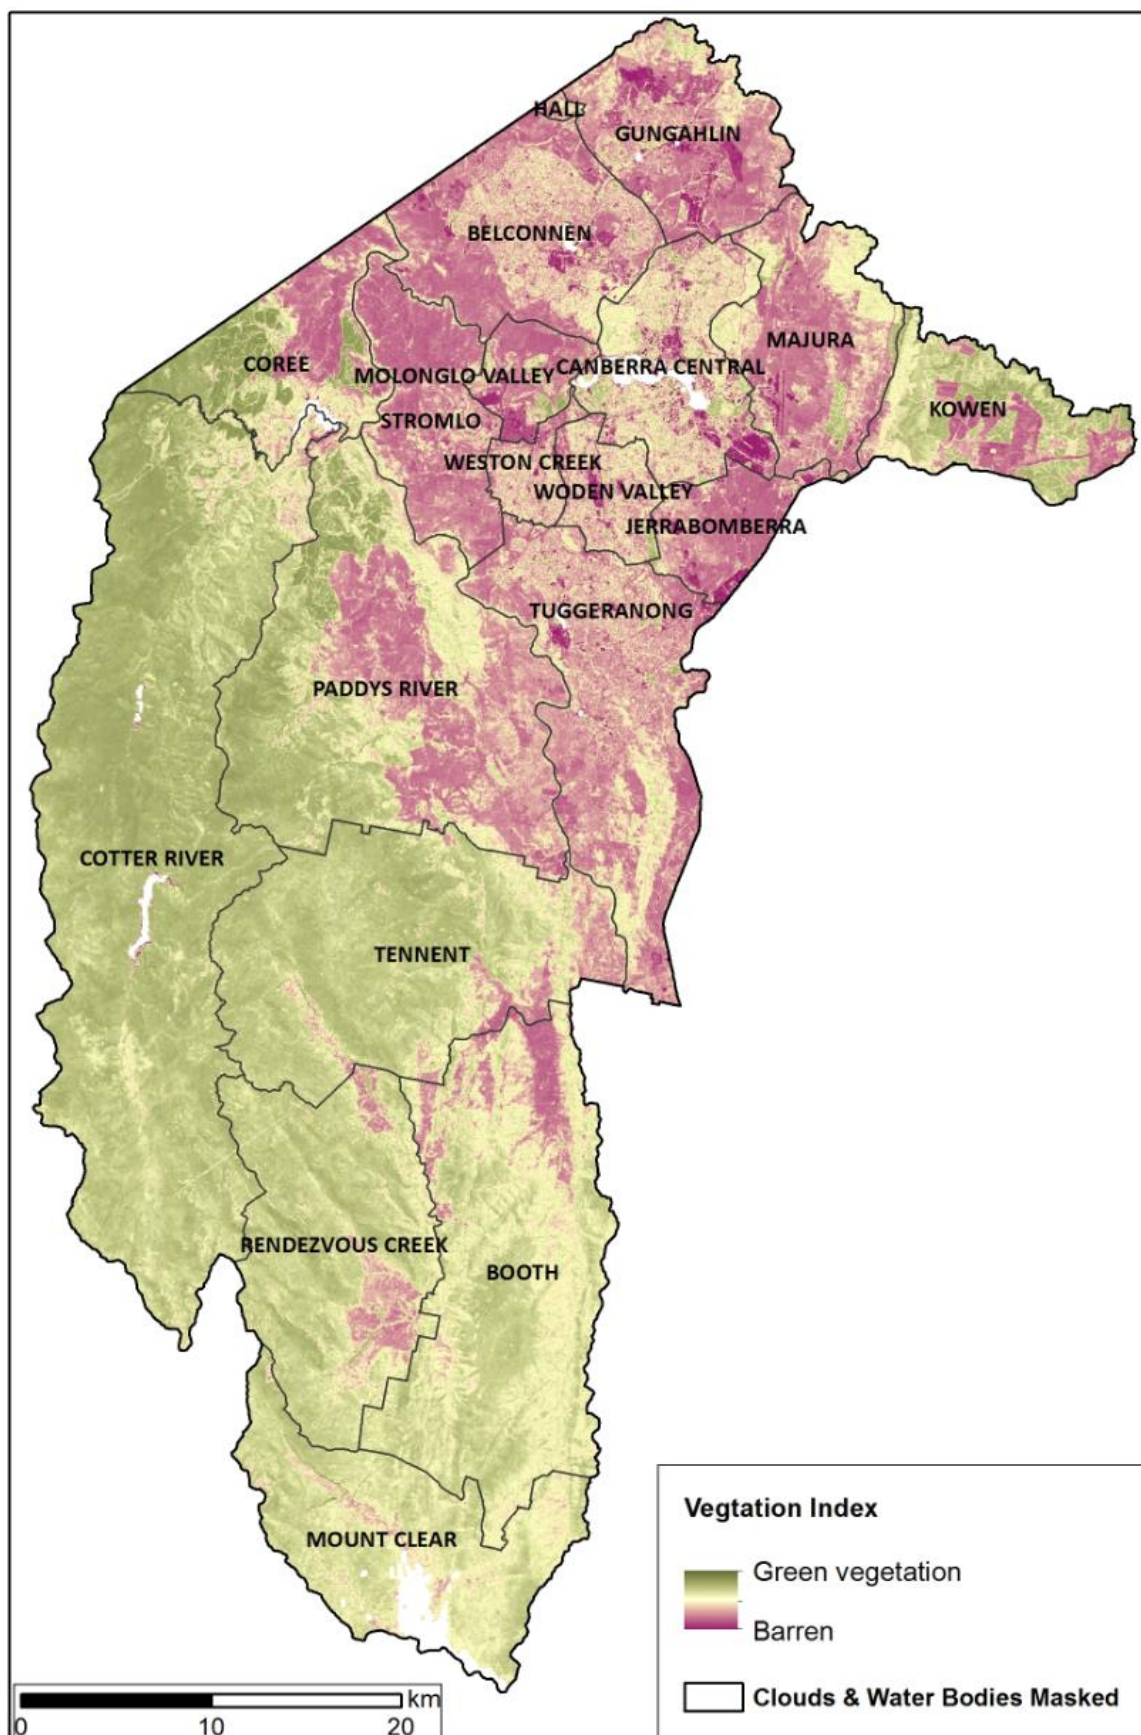 HALL
GUNGAHLIN
BELCONNEN
MAJURA
COREE
MOLONGLO VALLEY
CANBERRA CENTRAL
KOWEN
STROMLO
WESTON CREEK
WODEN VALLEY
JERRABOMBERRA
TUGGERANONG
PADDYS RIVER
COTTER RIVER
TENNENT
RENDEZVOUS CREEK
BOOTH
MOUNT CLEAR
Vegtation Index
Green vegetation
Barren
Clouds & Water Bodies Masked
km
0 10 20